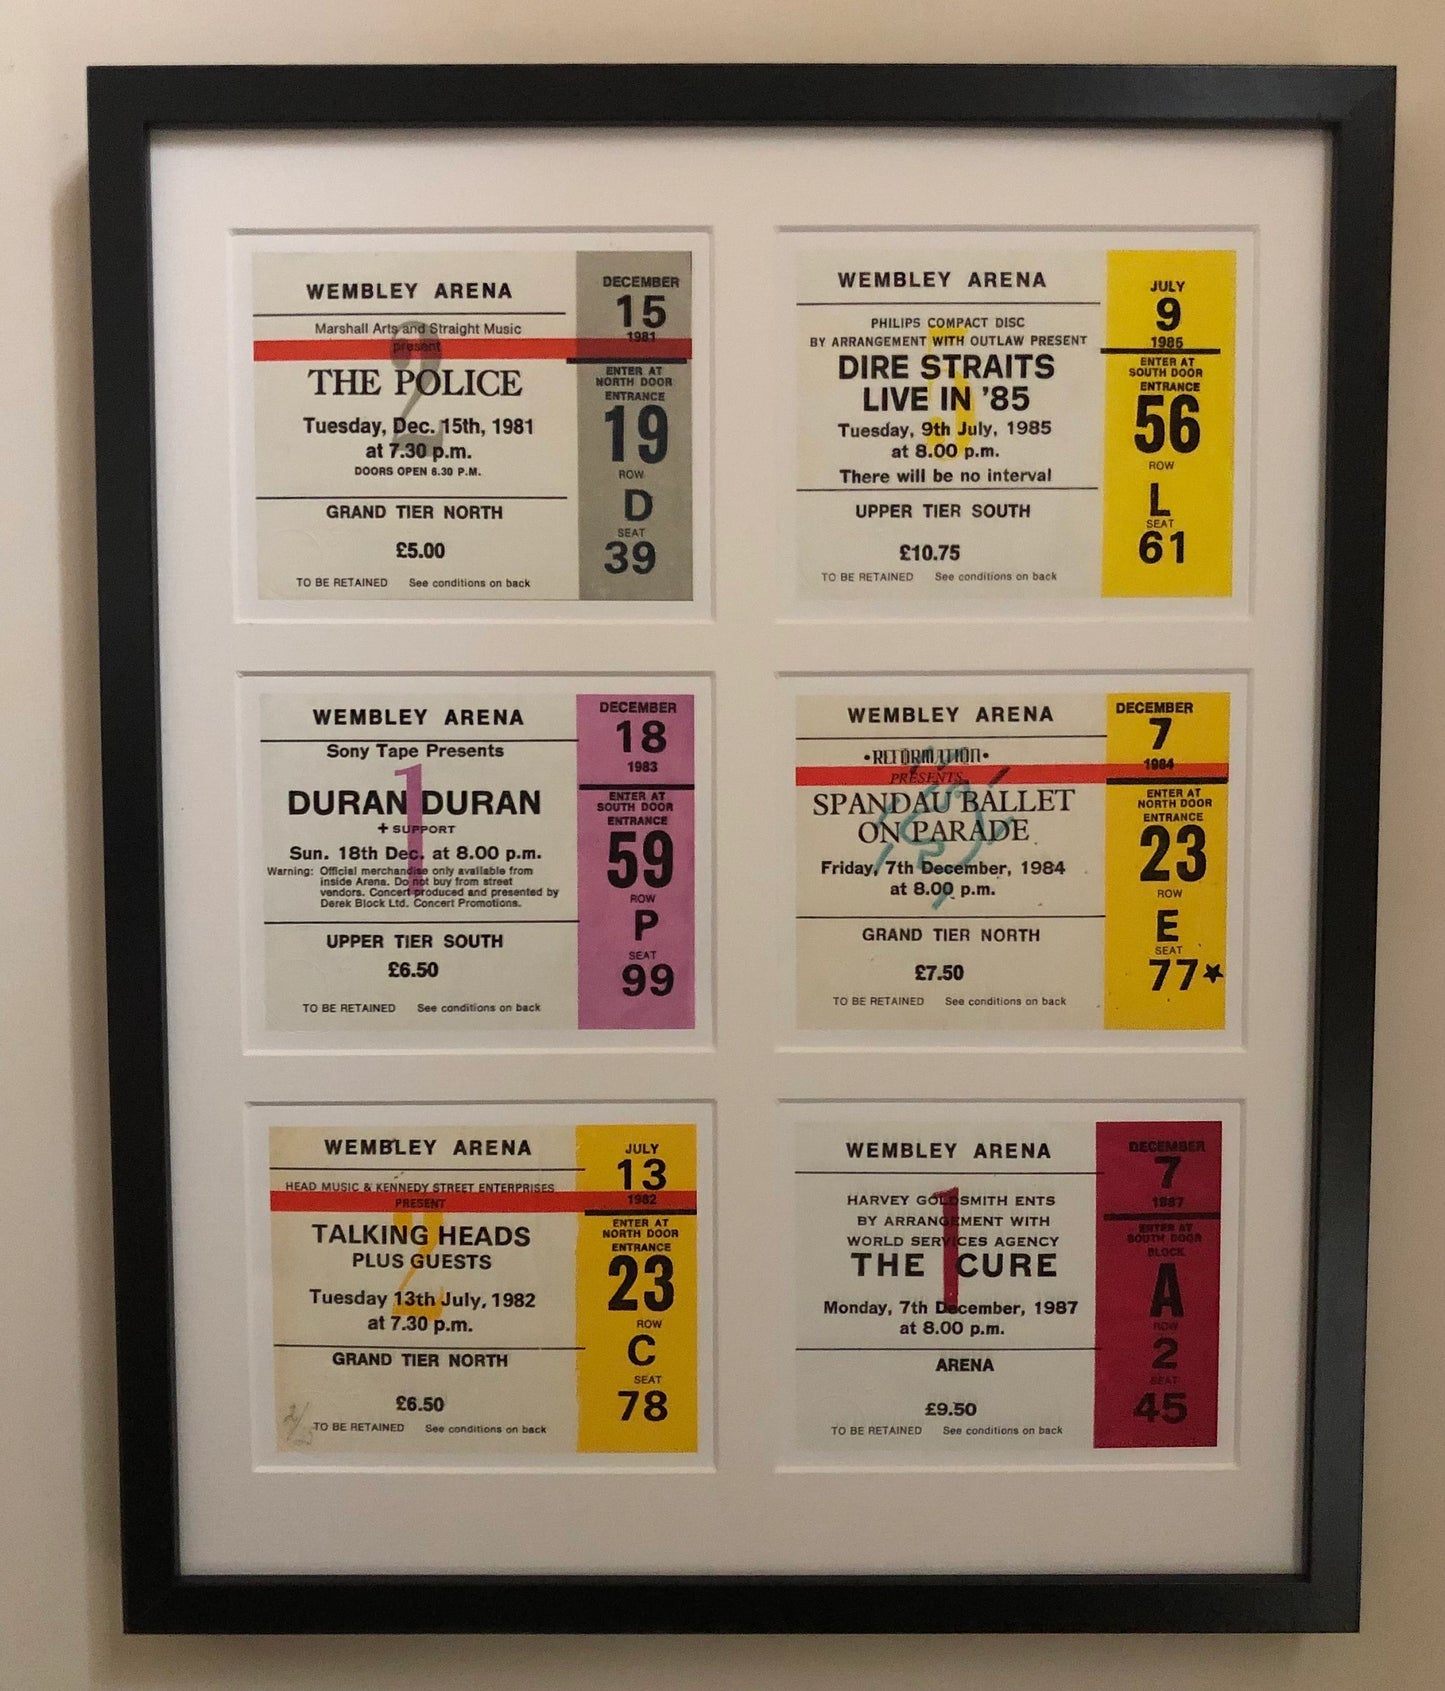 WEMBLEY ARENA
Marshall Arts and Straight Music
present
THE POLICE
Tuesday, Dec. 15th, 1981
at 7.30 p.m.
DOORS OPEN 6.30 P.M.
GRAND TIER NORTH
£5.00
TO BE RETAINED See conditions on back
2
DECEMBER
15
1981
ENTER AT
NORTH DOOR
ENTRANCE
19
ROW
D
SEAT
39
WEMBLEY ARENA
PHILIPS COMPACT DISC
BY ARRANGEMENT WITH OUTLAW PRESENT
DIRE STRAITS
LIVE IN '85
Tuesday, 9th July, 1985
at 8.00 p.m.
There will be no interval
UPPER TIER SOUTH
£10.75
TO BE RETAINED See conditions on back
JULY
9
1985
ENTER AT
SOUTH DOOR
ENTRANCE
56
ROW
L
SEAT
61
WEMBLEY ARENA
Sony Tape Presents
DURAN DURAN
+ SUPPORT
Sun. 18th Dec. at 8.00 p.m.
Warning: Official merchandise only available from
inside Arena. Do not buy from street
vendors. Concert produced and presented by
Derek Block Ltd. Concert Promotions.
UPPER TIER SOUTH
£6.50
TO BE RETAINED See conditions on back
1
DECEMBER
18
1983
ENTER AT
SOUTH DOOR
ENTRANCE
59
ROW
P
SEAT
99
WEMBLEY ARENA
•REFORMATION•
PRESENTS
SPANDAU BALLET
ON PARADE
Friday, 7th December, 1984
at 8.00 p.m.
GRAND TIER NORTH
£7.50
TO BE RETAINED See conditions on back
DECEMBER
7
1984
ENTER AT
NORTH DOOR
ENTRANCE
23
ROW
E
SEAT
77★
WEMBLEY ARENA
HEAD MUSIC & KENNEDY STREET ENTERPRISES
PRESENT
TALKING HEADS
PLUS GUESTS
Tuesday 13th July, 1982
at 7.30 p.m.
GRAND TIER NORTH
£6.50
TO BE RETAINED See conditions on back
2
JULY
13
1982
ENTER AT
NORTH DOOR
ENTRANCE
23
ROW
C
SEAT
78
WEMBLEY ARENA
HARVEY GOLDSMITH ENTS
BY ARRANGEMENT WITH
WORLD SERVICES AGENCY
THE CURE
Monday, 7th December, 1987
at 8.00 p.m.
ARENA
£9.50
TO BE RETAINED See conditions on back
1
DECEMBER
7
1987
ENTER AT
SOUTH DOOR
BLOCK
A
ROW
2
SEAT
45